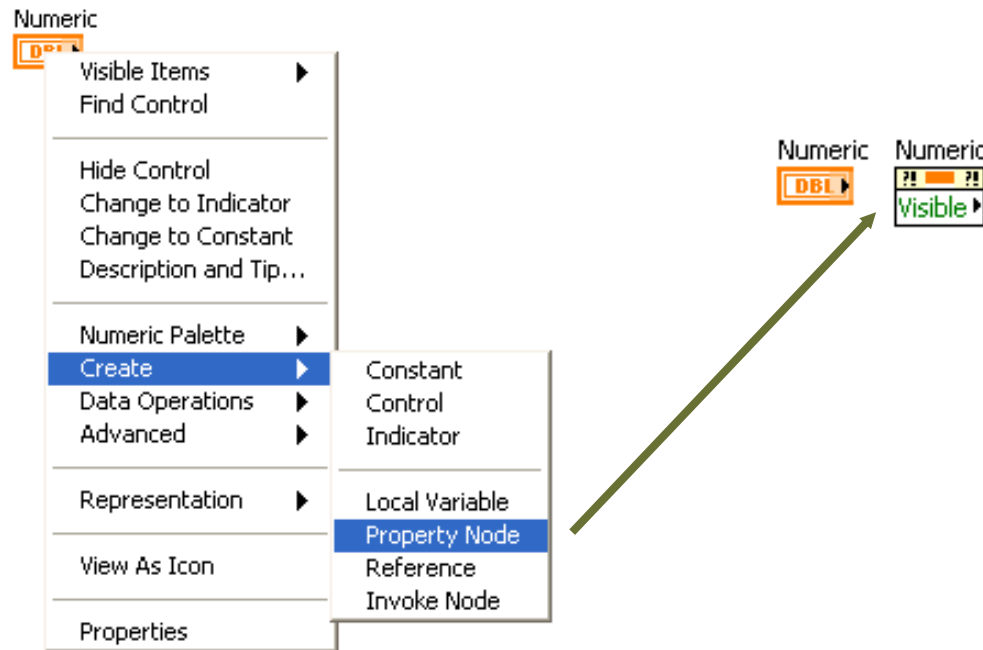 Numeric
DBL
Visible Items
Find Control
Hide Control
Change to Indicator
Change to Constant
Description and Tip...
Numeric Palette
Create
Data Operations
Advanced
Representation
View As Icon
Properties
Constant
Control
Indicator
Local Variable
Property Node
Reference
Invoke Node
Numeric
DBL
Numeric
?! ?!
Visible